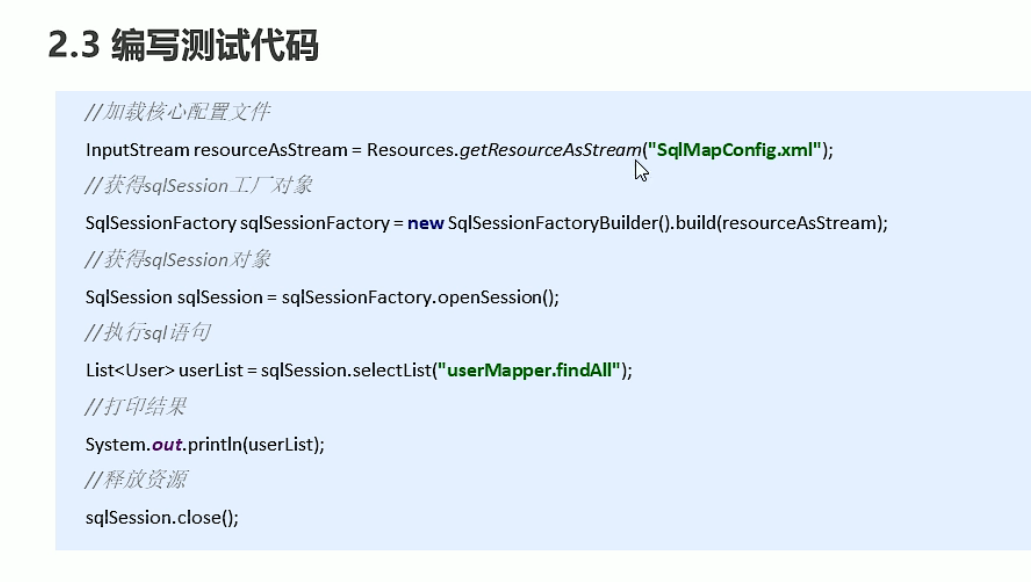 2.3 编写测试代码
//加载核心配置文件
InputStream resourceAsStream = Resources.getResourceAsStream("SqlMapConfig.xml");
//获得sqlSession工厂对象
SqlSessionFactory sqlSessionFactory = new SqlSessionFactoryBuilder().build(resourceAsStream);
//获得sqlSession对象
SqlSession sqlSession = sqlSessionFactory.openSession();
//执行sql语句
List<User> userList = sqlSession.selectList("userMapper.findAll");
//打印结果
System.out.println(userList);
//释放资源
sqlSession.close();